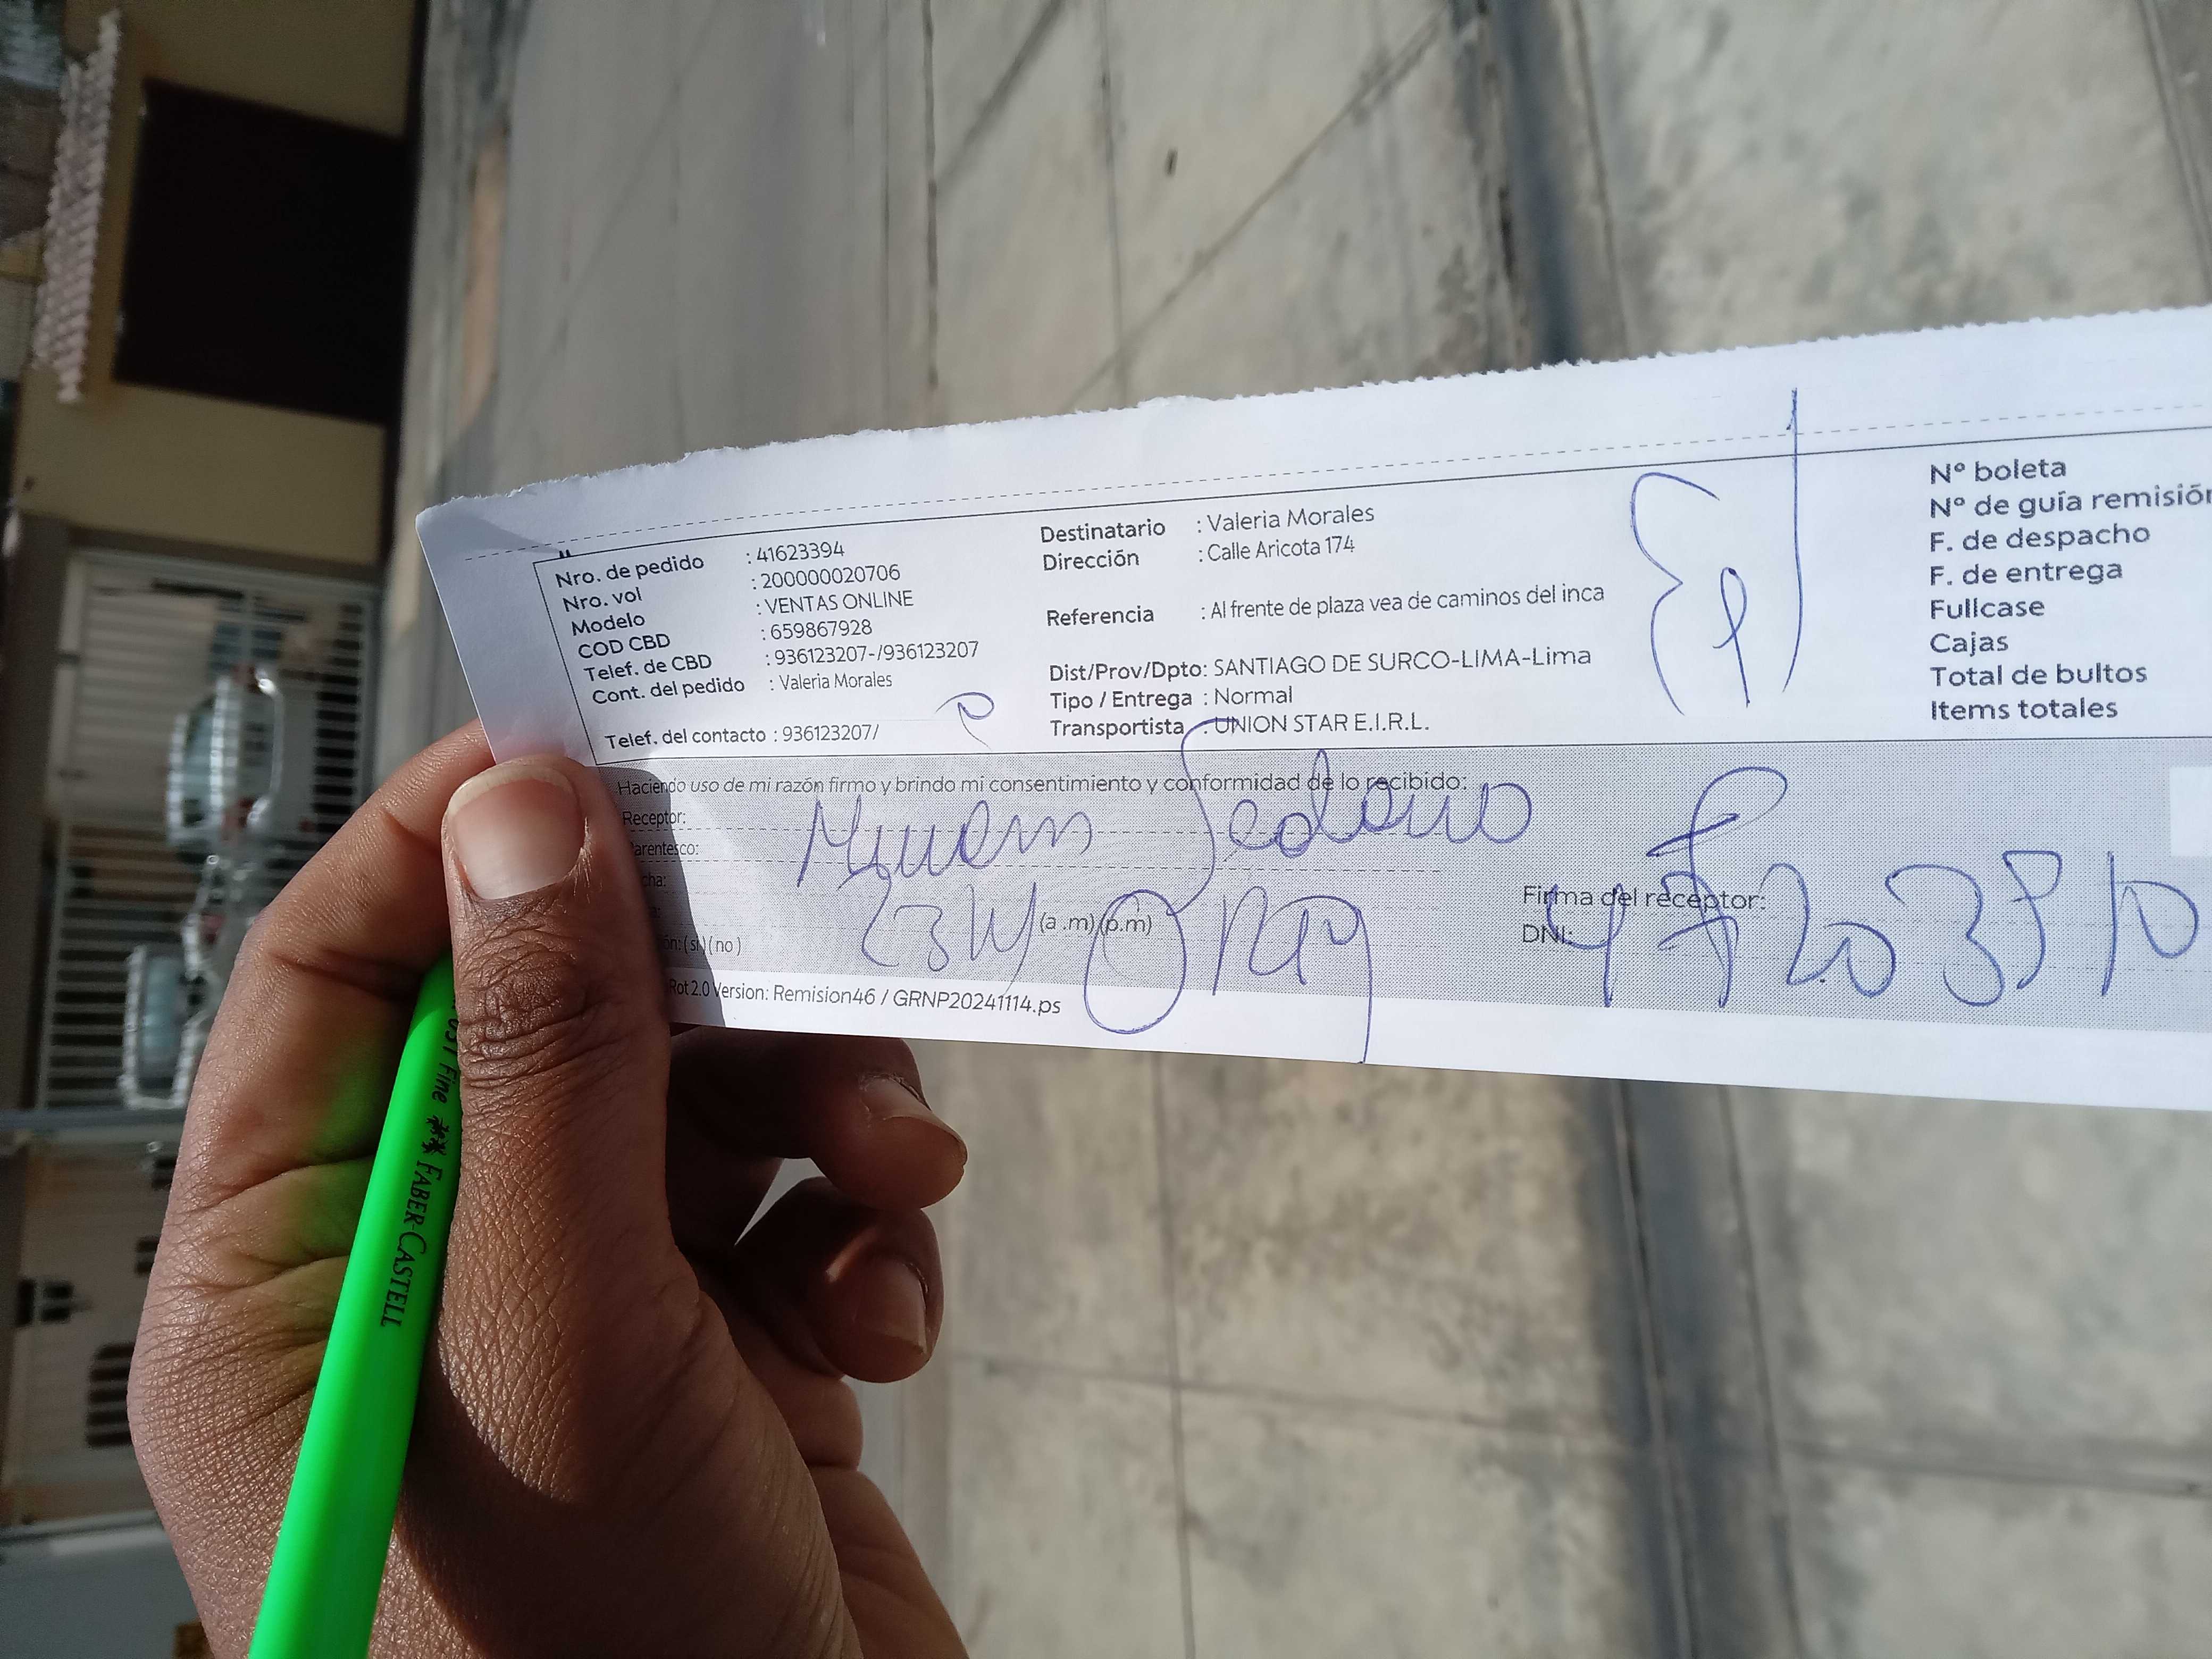 Nro. de pedido : 41623394
Nro. vol : 200000020706
Modelo : VENTAS ONLINE
COD CBD : 659867928
Telef. de CBD : 936123207-/936123207
Cont. del pedido : Valeria Morales
Telef. del contacto : 936123207/
Destinatario : Valeria Morales
Dirección : Calle Aricota 174
Referencia : Al frente de plaza vea de caminos del inca
Dist/Prov/Dpto: SANTIAGO DE SURCO-LIMA-Lima
Tipo / Entrega : Normal
Transportista : UNION STAR E.I.R.L.
Nº boleta
Nº de guía remisión
F. de despacho
F. de entrega
Fullcase
Cajas
Total de bultos
Items totales
Haciendo uso de mi razón firmo y brindo mi consentimiento y conformidad de lo recibido:
Receptor:
Parentesco:
(a .m) (p.m)
(si) (no)
Firma del receptor:
DNI:
Rot 2.0 Version: Remision46 / GRNP20241114.ps
Fine FABER-CASTELL